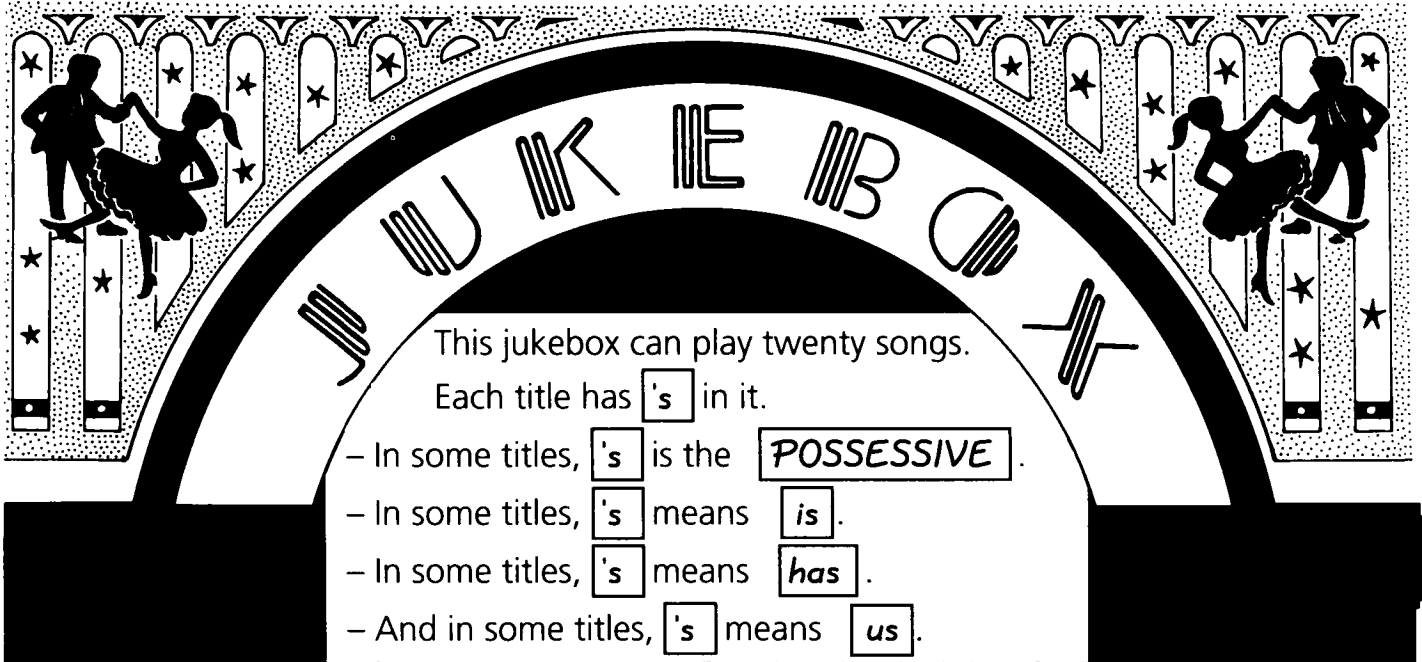 JUKEBOX
This jukebox can play twenty songs.
Each title has 's in it.
– In some titles, 's is the POSSESSIVE.
– In some titles, 's means is.
– In some titles, 's means has.
– And in some titles, 's means us.